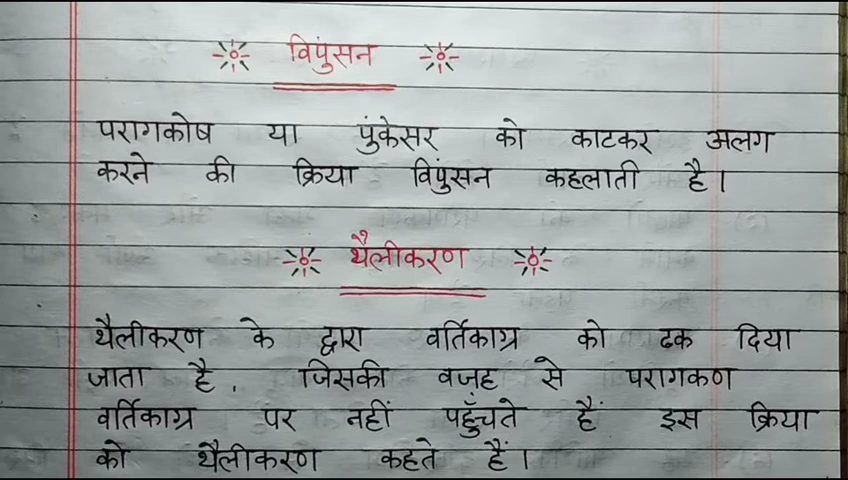 विपुंसन
परागकोष या पुंकेसर को काटकर अलग
करने की क्रिया विपुंसन कहलाती है।
थैलीकरण
थैलीकरण के द्वारा वर्तिकाग्र को ढक दिया
जाता है, जिसकी वजह से परागकण
वर्तिकाग्र पर नहीं पहुँचते हैं इस क्रिया
को थैलीकरण कहते हैं।